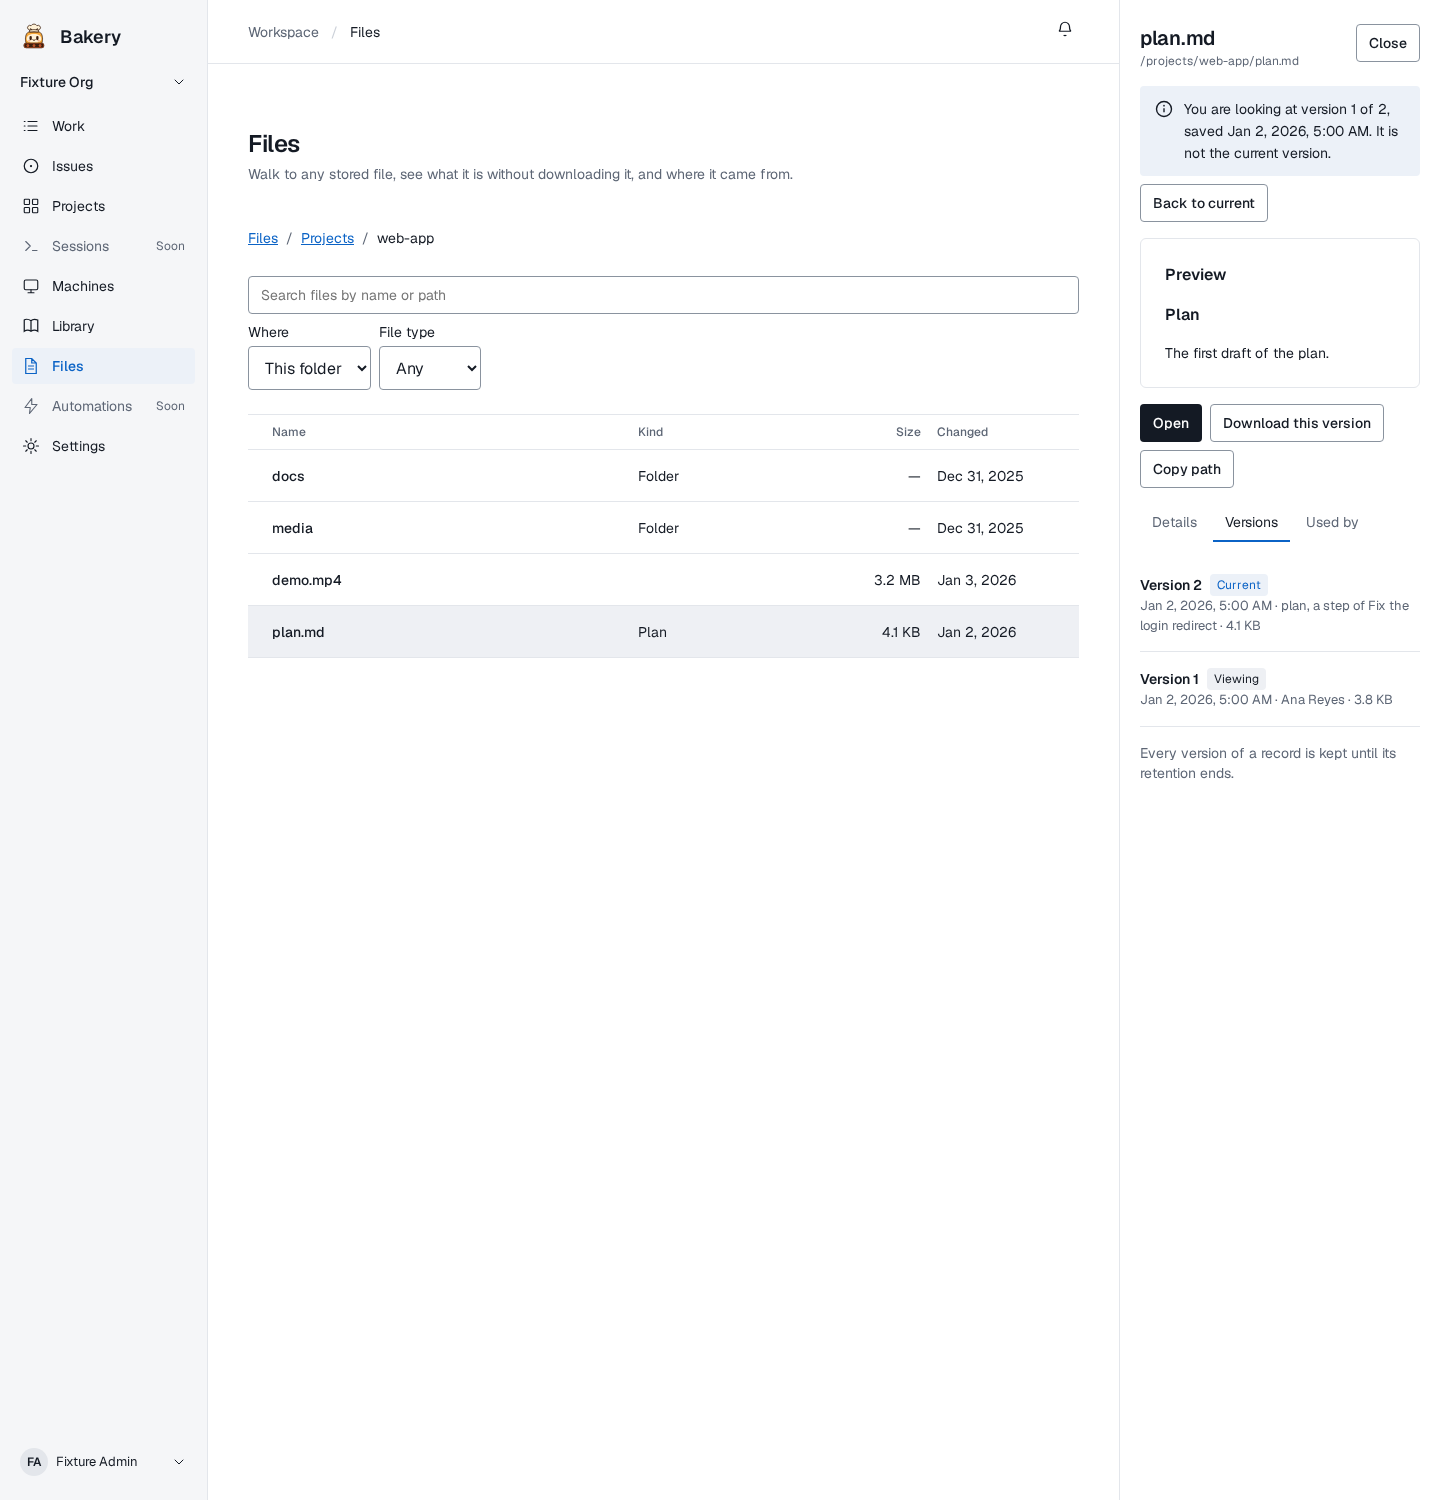 Bakery
Fixture Org
Work
Issues
Projects
Sessions Soon
Machines
Library
Files
Automations Soon
Settings
FA Fixture Admin
Workspace / Files
Files
Walk to any stored file, see what it is without downloading it, and where it came from.
Files / Projects / web-app
Search files by name or path
Where File type
This folder Any
Name Kind Size Changed
docs Folder — Dec 31, 2025
media Folder — Dec 31, 2025
demo.mp4 3.2 MB Jan 3, 2026
plan.md Plan 4.1 KB Jan 2, 2026
plan.md
/projects/web-app/plan.md
Close
You are looking at version 1 of 2,
saved Jan 2, 2026, 5:00 AM. It is
not the current version.
Back to current
Preview
Plan
The first draft of the plan.
Open Download this version
Copy path
Details Versions Used by
Version 2 Current
Jan 2, 2026, 5:00 AM · plan, a step of Fix the
login redirect · 4.1 KB
Version 1 Viewing
Jan 2, 2026, 5:00 AM · Ana Reyes · 3.8 KB
Every version of a record is kept until its
retention ends.